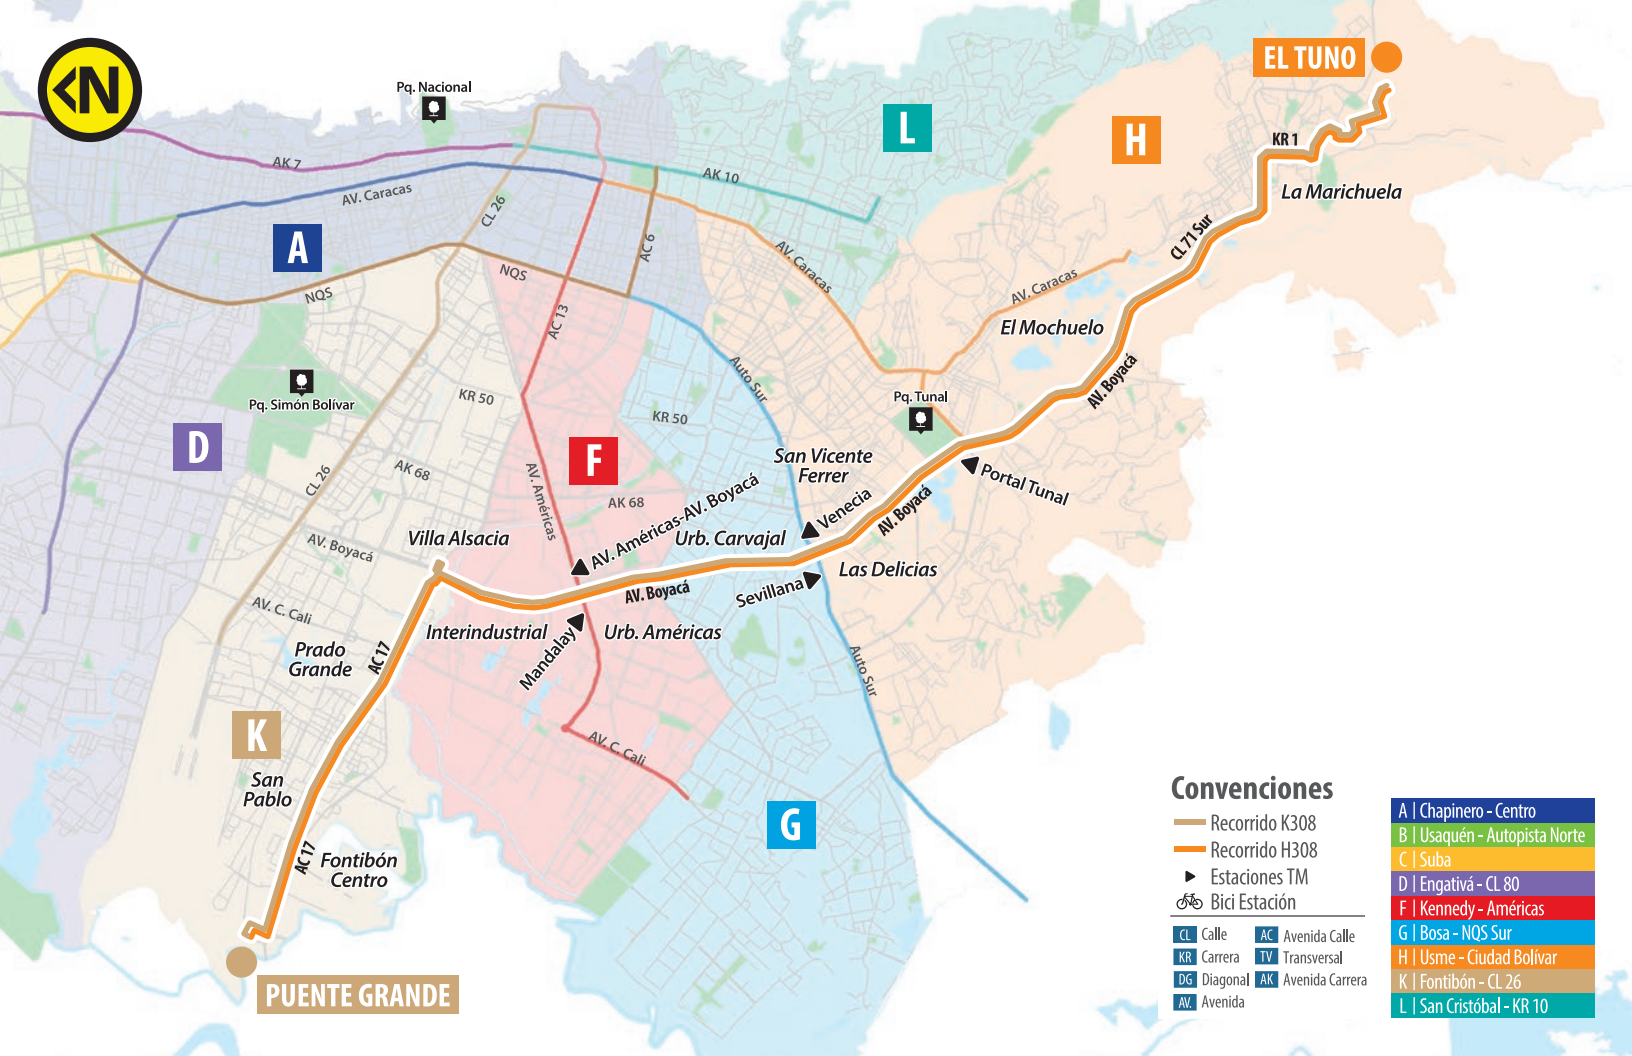 N
Pq. Nacional
EL TUNO
L
H
KR 1
AK 7
AK 10
AV. Caracas
La Marichuela
CL 26
A
AC 6
CL 71 Sur
AV. Caracas
NQS
NQS
AV. Caracas
AC 13
El Mochuelo
Auto Sur
AV. Boyacá
Pq. Simón Bolívar
KR 50
KR 50
Pq. Tunal
D
F
San Vicente
Ferrer
AK 68
CL 26
AV. Américas
AK 68
AV. Américas-AV. Boyacá
Venecia
AV. Boyacá
Portal Tunal
AV. Boyacá
Villa Alsacia
Urb. Carvajal
Las Delicias
AV. Boyacá
Sevillana
AV. C. Cali
Interindustrial
Mandalay
Urb. Américas
Prado
Grande
AC 17
Auto Sur
K
AV. C. Cali
San
Pablo
G
AC 17
Fontibón
Centro
PUENTE GRANDE
Convenciones
Recorrido K308
Recorrido H308
Estaciones TM
Bici Estación
CL Calle
AC Avenida Calle
KR Carrera
TV Transversal
DG Diagonal
AK Avenida Carrera
AV. Avenida
A | Chapinero - Centro
B | Usaquén - Autopista Norte
C | Suba
D | Engativá - CL 80
F | Kennedy - Américas
G | Bosa - NQS Sur
H | Usme - Ciudad Bolívar
K | Fontibón - CL 26
L | San Cristóbal - KR 10